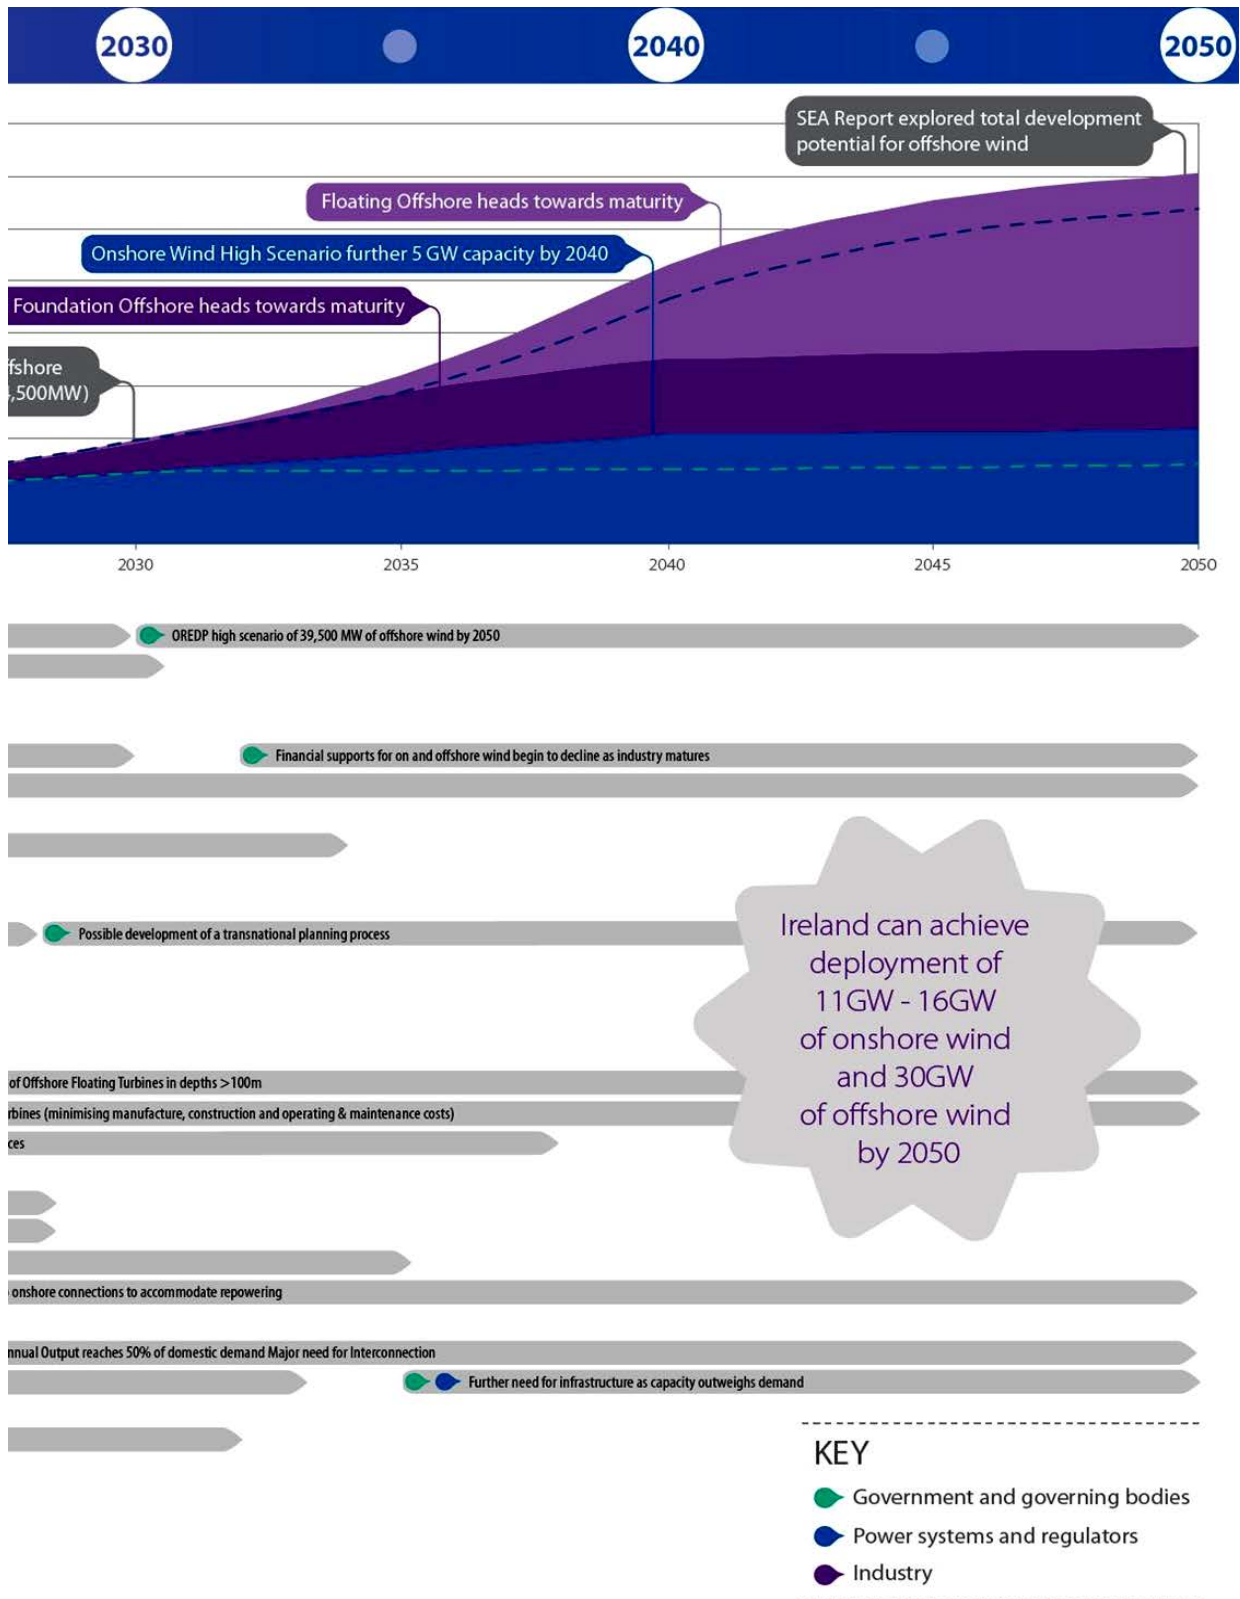 2030
2040
2050
SEA Report explored total development
potential for offshore wind
Floating Offshore heads towards maturity
Onshore Wind High Scenario further 5 GW capacity by 2040
Foundation Offshore heads towards maturity
fshore
,500MW)
2030
2035
2040
2045
2050
OREDP high scenario of 39,500 MW of offshore wind by 2050
Financial supports for on and offshore wind begin to decline as industry matures
Possible development of a transnational planning process
Ireland can achieve
deployment of
11GW - 16GW
of onshore wind
and 30GW
of offshore wind
by 2050
of Offshore Floating Turbines in depths >100m
rbines (minimising manufacture, construction and operating & maintenance costs)
ces
onshore connections to accommodate repowering
nnual Output reaches 50% of domestic demand Major need for Interconnection
Further need for infrastructure as capacity outweighs demand
KEY
Government and governing bodies
Power systems and regulators
Industry